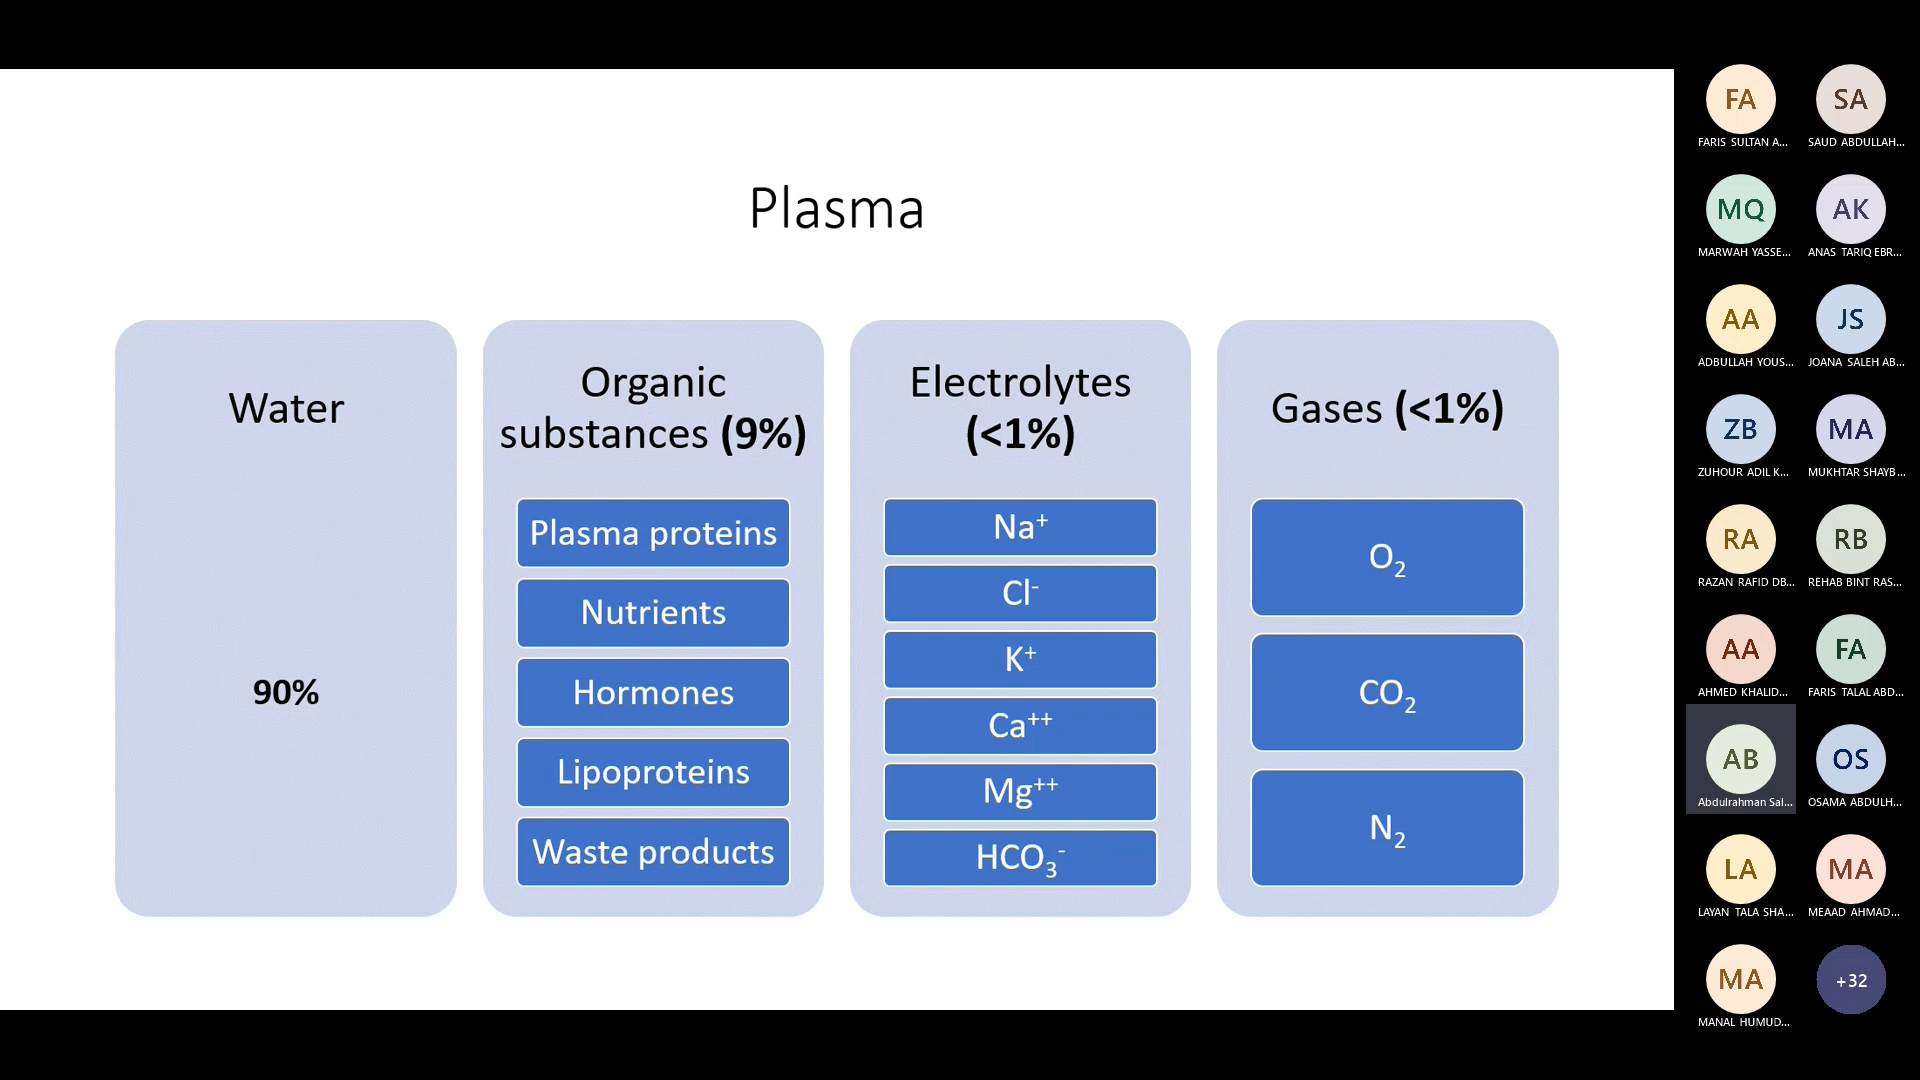 Plasma
Water
90%
Organic
substances (9%)
Plasma proteins
Nutrients
Hormones
Lipoproteins
Waste products
Electrolytes
(<1%)
Na⁺
Cl⁻
K⁺
Ca⁺⁺
Mg⁺⁺
HCO₃⁻
Gases (<1%)
O₂
CO₂
N₂
FA
FARIS SULTAN A...
SA
SAUD ABDULLAH...
MQ
MARWAH YASSE...
AK
ANAS TARIQ EBR...
AA
ADBULLAH YOUS...
JS
JOANA SALEH AB...
ZB
ZUHOUR ADIL K...
MA
MUKHTAR SHAYB...
RA
RAZAN RAFID DB...
RB
REHAB BINT RAS...
AA
AHMED KHALID...
FA
FARIS TALAL ABD...
AB
Abdulrahman Sal...
OS
OSAMA ABDULH...
LA
LAYAN TALA SHA...
MA
MEAAD AHMAD...
MA
MANAL HUMUD...
+32